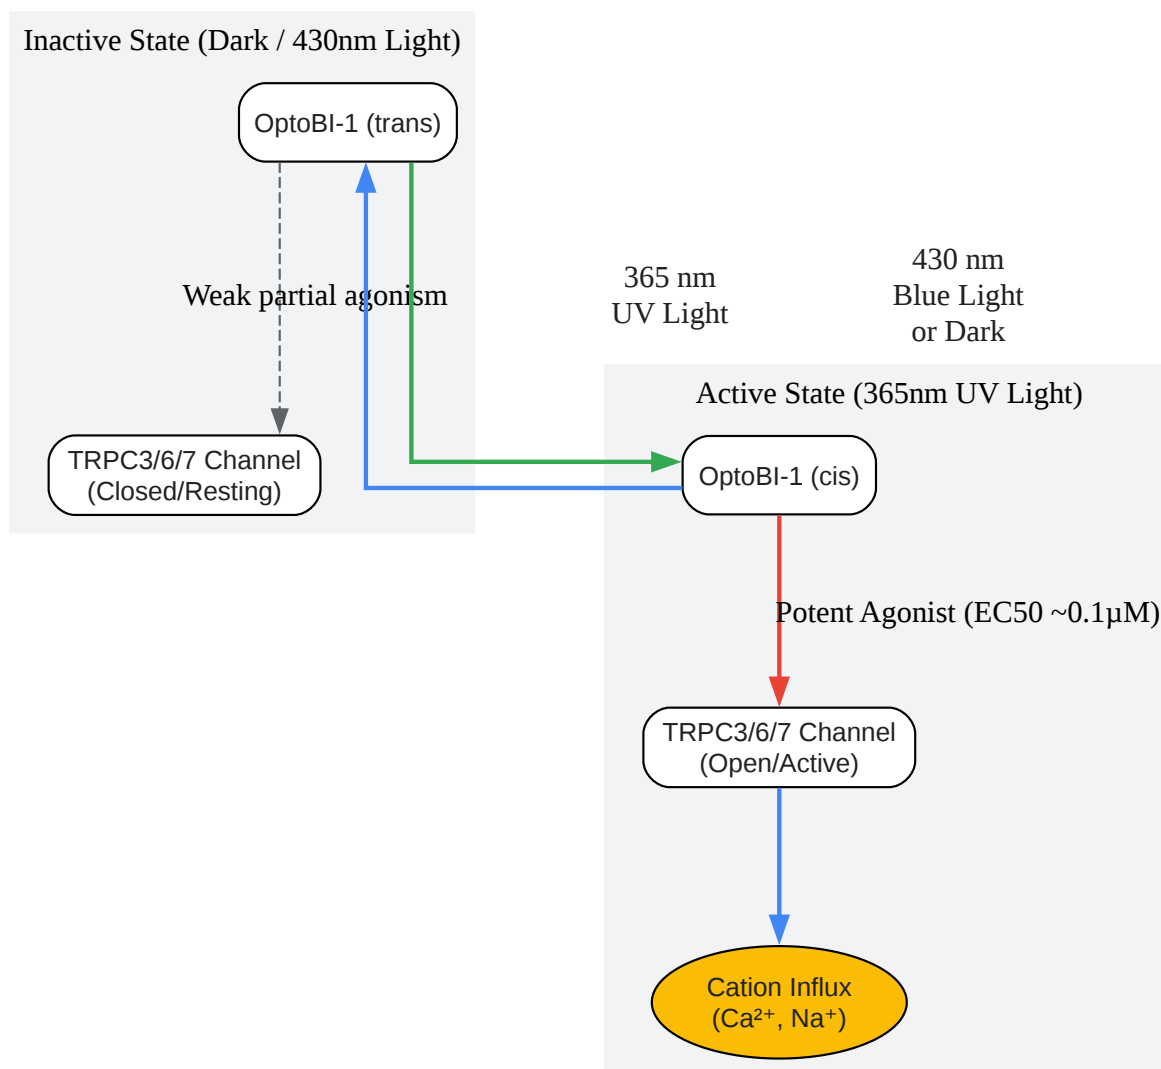 Inactive State (Dark / 430nm Light)
OptoBI-1 (trans)
Weak partial agonism
TRPC3/6/7 Channel
(Closed/Resting)
365 nm
UV Light
430 nm
Blue Light
or Dark
Active State (365nm UV Light)
OptoBI-1 (cis)
Potent Agonist (EC50 ~0.1µM)
TRPC3/6/7 Channel
(Open/Active)
Cation Influx
(Ca²⁺, Na⁺)